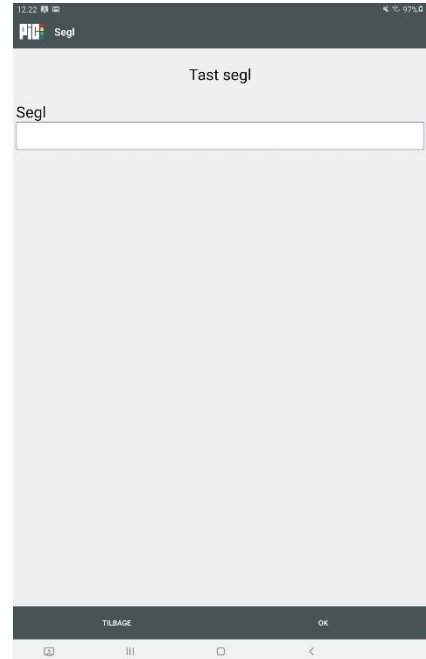 12.22
97%
PiC Segl
Tast segl
Segl
TILBAGE
OK